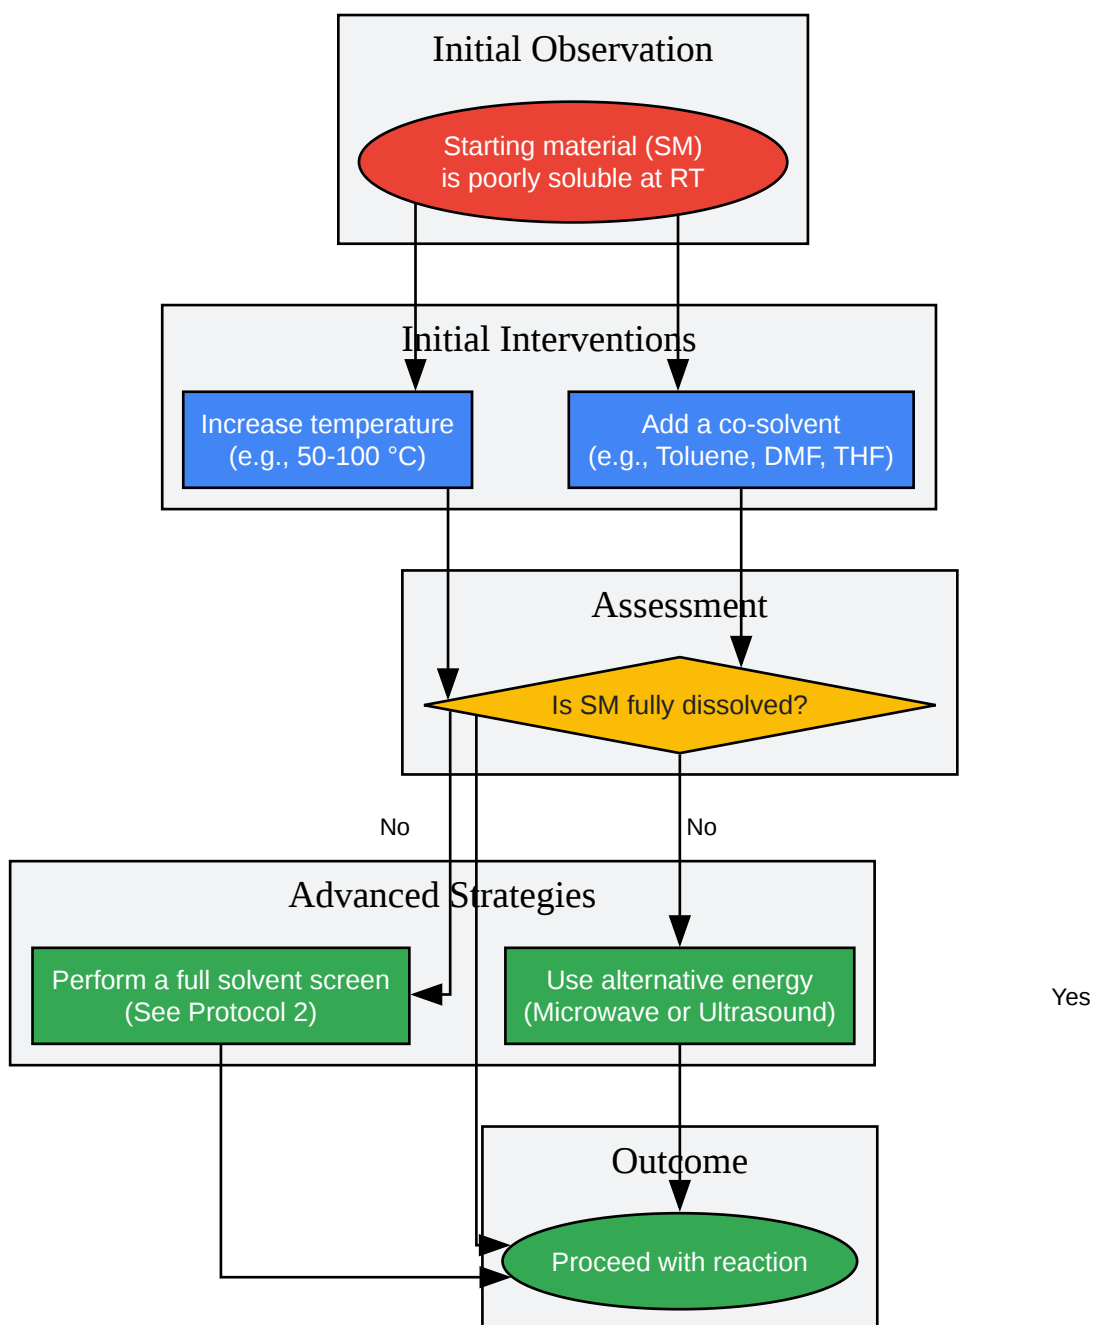 Initial Observation
Starting material (SM)
is poorly soluble at RT
Initial Interventions
Increase temperature
(e.g., 50-100 °C)
Add a co-solvent
(e.g., Toluene, DMF, THF)
Assessment
Is SM fully dissolved?
No
No
Advanced Strategies
Perform a full solvent screen
(See Protocol 2)
Use alternative energy
(Microwave or Ultrasound)
Yes
Outcome
Proceed with reaction